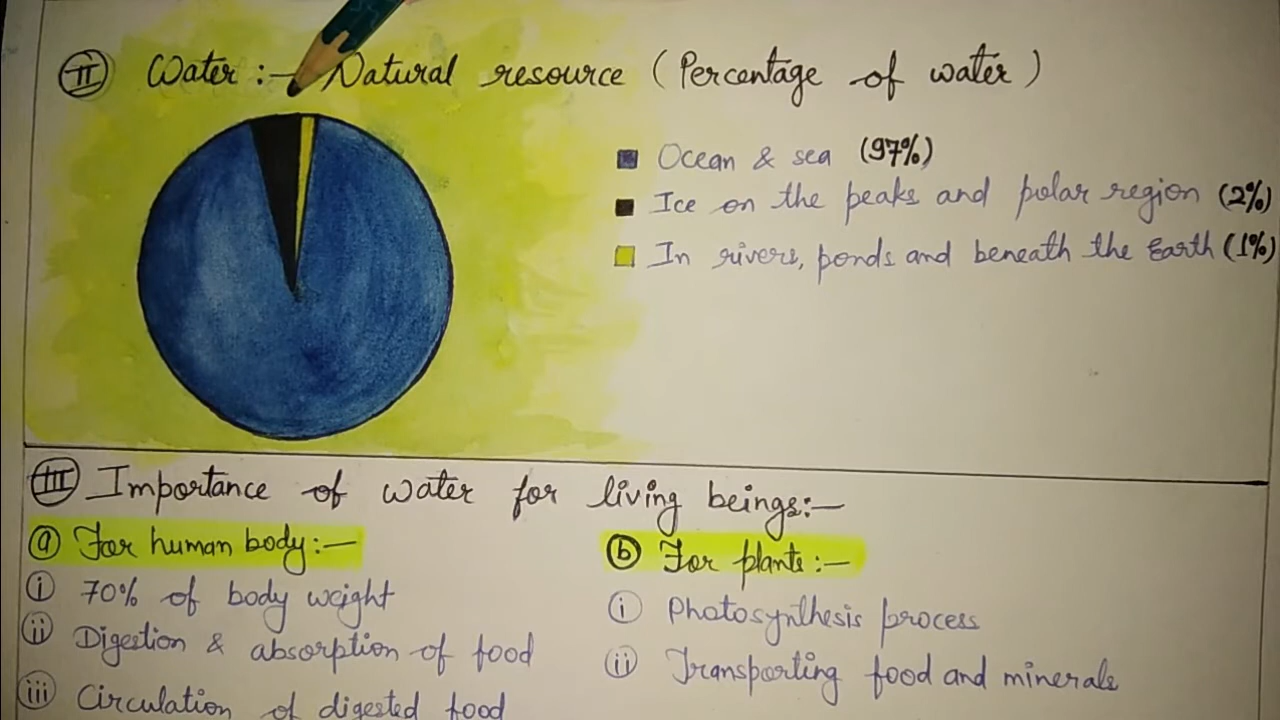 II Water :- Natural resource (Percentage of water)
Ocean & sea (97%)
Ice on the peaks and polar region (2%)
In rivers, ponds and beneath the Earth (1%)
III Importance of water for living beings:-
a For human body:-
i 70% of body weight
ii Digestion & absorption of food
iii Circulation of digested food
b For plants:-
i Photosynthesis process
ii Transporting food and minerals